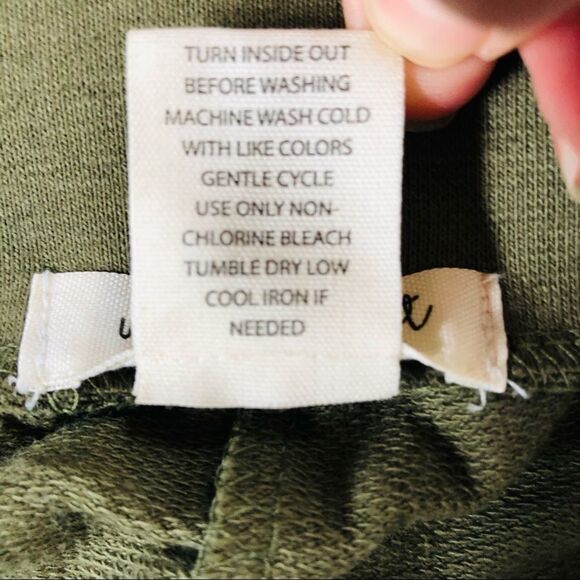 TURN INSIDE OUT
BEFORE WASHING
MACHINE WASH COLD
WITH LIKE COLORS
GENTLE CYCLE
USE ONLY NON-
CHLORINE BLEACH
TUMBLE DRY LOW
COOL IRON IF
NEEDED